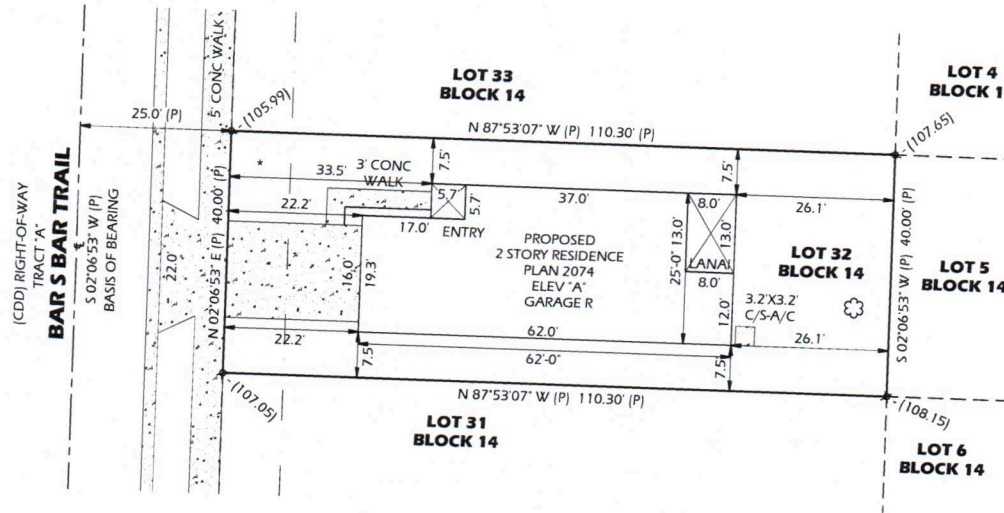 LOT 33
BLOCK 14
LOT 4
BLOCK 1
5' CONC WALK
25.0' (P)
(105.99)
N 87°53'07" W (P) 110.30' (P)
(107.65)
(CDD) RIGHT-OF-WAY
TRACT "A"
BAR S BAR TRAIL
℄
S 02°06'53" W (P)
BASIS OF BEARING
22.0'
N 02°06'53" E (P) 40.00' (P)
*
33.5'
3' CONC
WALK
7.5'
7.5'
22.2'
5.7'
5.7'
37.0'
8.0'
26.1'
17.0'
ENTRY
16.0'
19.3'
PROPOSED
2 STORY RESIDENCE
PLAN 2074
ELEV "A"
GARAGE R
25'-0"
13.0'
13.0'
LANAI
8.0'
12.0'
LOT 32
BLOCK 14
3.2'X3.2'
C/S-A/C
S 02°06'53" W (P) 40.00' (P)
LOT 5
BLOCK 14
22.2'
62.0'
62'-0"
26.1'
7.5'
7.5'
(107.05)
N 87°53'07" W (P) 110.30' (P)
(108.15)
LOT 31
BLOCK 14
LOT 6
BLOCK 14